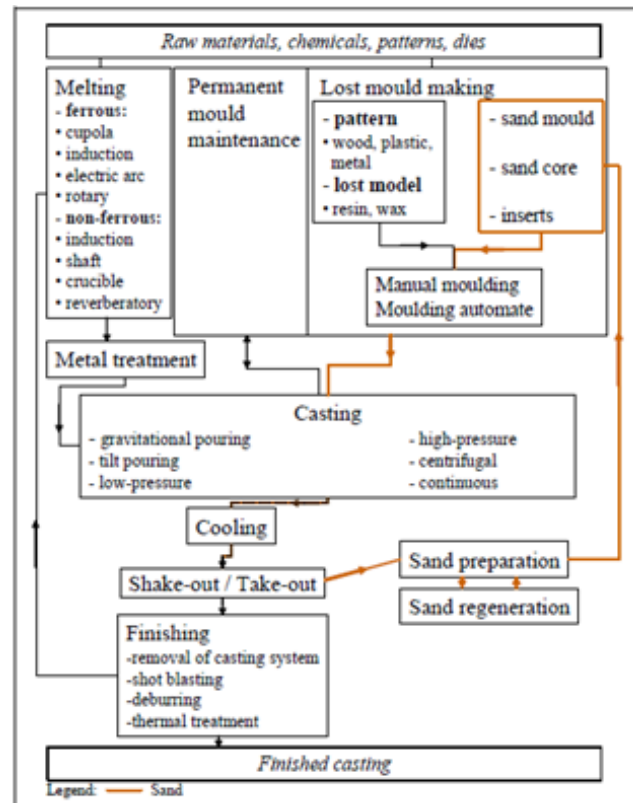 Raw materials, chemicals, patterns, dies
Melting
- ferrous:
• cupola
• induction
• electric arc
• rotary
- non-ferrous:
• induction
• shaft
• crucible
• reverberatory
Permanent
mould
maintenance
Lost mould making
- pattern
• wood, plastic,
metal
- lost model
• resin, wax
- sand mould
- sand core
- inserts
Manual moulding
Moulding automate
Metal treatment
Casting
- gravitational pouring
- tilt pouring
- low-pressure
- high-pressure
- centrifugal
- continuous
Cooling
Shake-out / Take-out
Sand preparation
Sand regeneration
Finishing
-removal of casting system
-shot blasting
-deburring
-thermal treatment
Finished casting
Legend: Sand